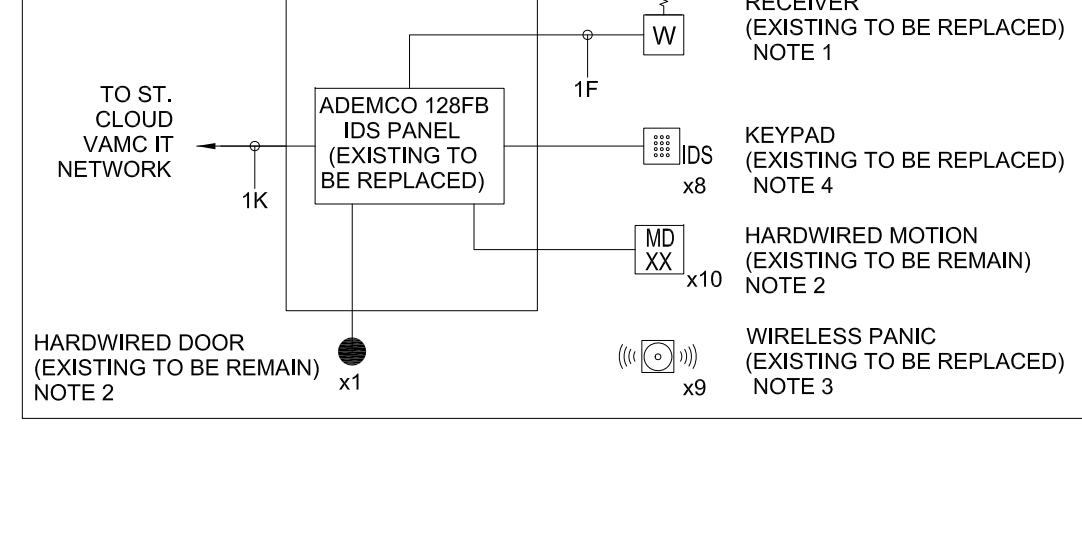 RECEIVER
(EXISTING TO BE REPLACED)
NOTE 1
W
1F
TO ST.
CLOUD
VAMC IT
NETWORK
1K
ADEMCO 128FB
IDS PANEL
(EXISTING TO
BE REPLACED)
IDS
x8
KEYPAD
(EXISTING TO BE REPLACED)
NOTE 4
MD
XX
x10
HARDWIRED MOTION
(EXISTING TO BE REMAIN)
NOTE 2
HARDWIRED DOOR
(EXISTING TO BE REMAIN)
NOTE 2
x1
x9
WIRELESS PANIC
(EXISTING TO BE REPLACED)
NOTE 3